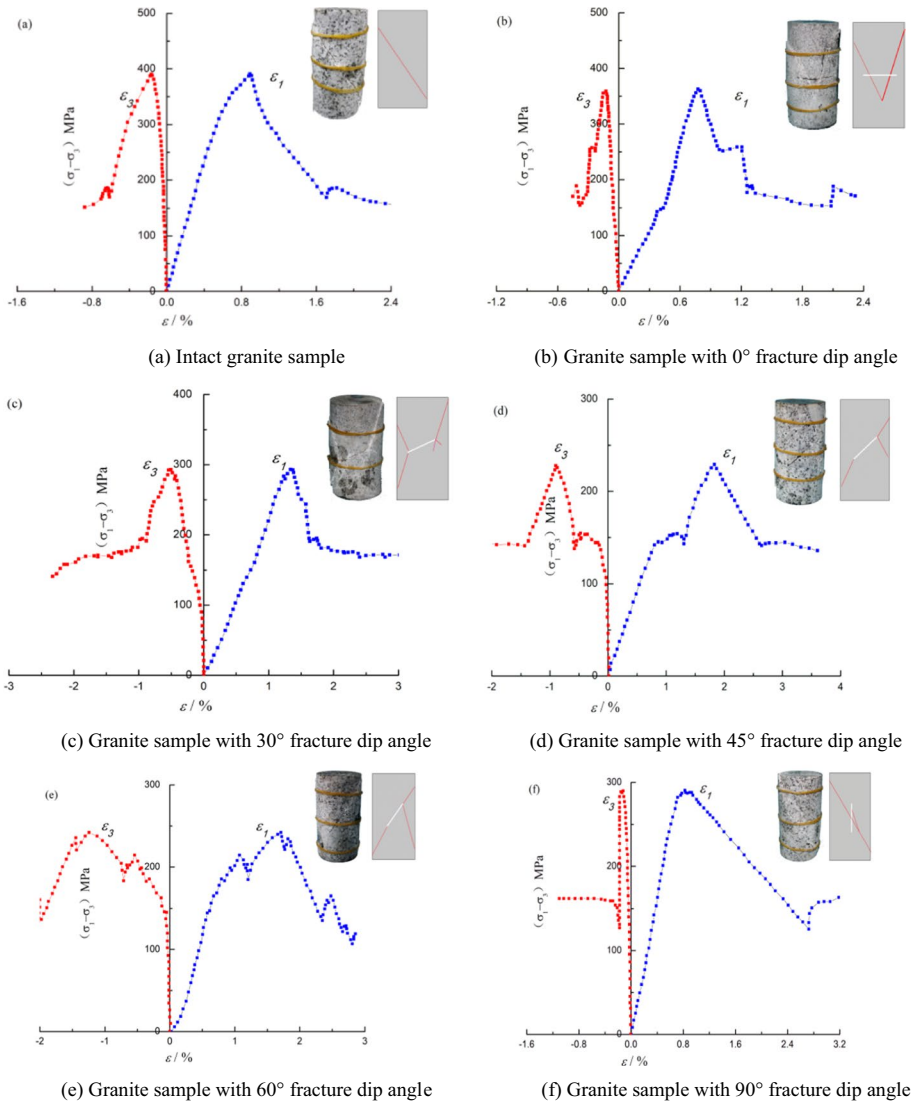 (a)
500
400
300
200
100
0
(σ₁−σ₃) MPa
ε₃
ε₁
-1.6
-0.8
0.0
0.8
1.6
2.4
ε / %
(a) Intact granite sample
(b)
500
400
300
200
100
0
(σ₁−σ₃) MPa
ε₃
ε₁
-1.2
-0.6
0.0
0.6
1.2
1.8
2.4
ε / %
(b) Granite sample with 0° fracture dip angle
(c)
400
300
200
100
0
(σ₁−σ₃) MPa
ε₃
ε₁
-3
-2
-1
0
1
2
3
ε / %
(c) Granite sample with 30° fracture dip angle
(d)
300
200
100
0
(σ₁−σ₃) MPa
ε₃
ε₁
-2
-1
0
1
2
3
4
ε / %
(d) Granite sample with 45° fracture dip angle
(e)
300
200
100
0
(σ₁−σ₃) MPa
ε₃
ε₁
-2
-1
0
1
2
3
ε / %
(e) Granite sample with 60° fracture dip angle
(f)
300
200
100
0
(σ₁−σ₃) MPa
ε₃
ε₁
-1.6
-0.8
0.0
0.8
1.6
2.4
3.2
ε / %
(f) Granite sample with 90° fracture dip angle